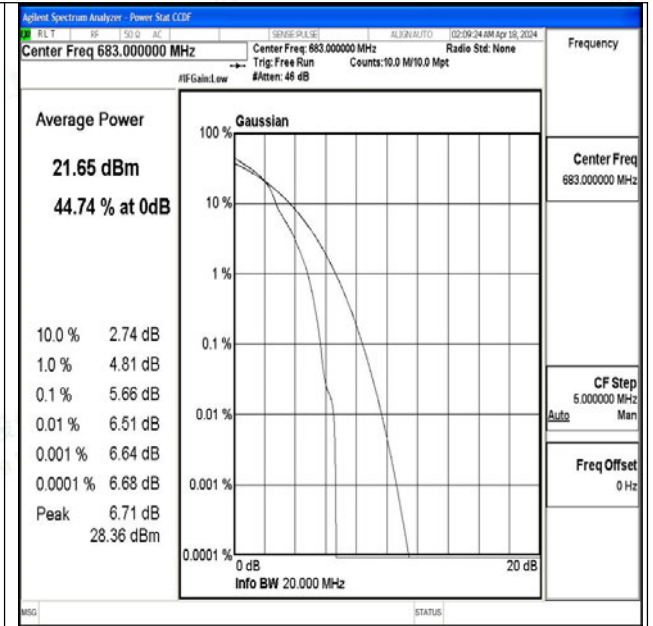 Agilent Spectrum Analyzer - Power Stat CCDF
RL T RF 50 Ω AC SENSE:PULSE ALIGN AUTO 02:09:24 AM Apr 18, 2024
Center Freq 683.000000 MHz
Center Freq: 683.000000 MHz Radio Std: None
Trig: Free Run Counts:10.0 M/10.0 Mpt
#IFGain:Low #Atten: 46 dB
Frequency
Average Power
21.65 dBm
44.74 % at 0dB
10.0 % 2.74 dB
1.0 % 4.81 dB
0.1 % 5.66 dB
0.01 % 6.51 dB
0.001 % 6.64 dB
0.0001 % 6.68 dB
Peak 6.71 dB
28.36 dBm
Gaussian
100 %
10 %
1 %
0.1 %
0.01 %
0.001 %
0.0001 %
0 dB 20 dB
Info BW 20.000 MHz
Center Freq
683.000000 MHz
CF Step
5.000000 MHz
Auto Man
Freq Offset
0 Hz
MSG STATUS